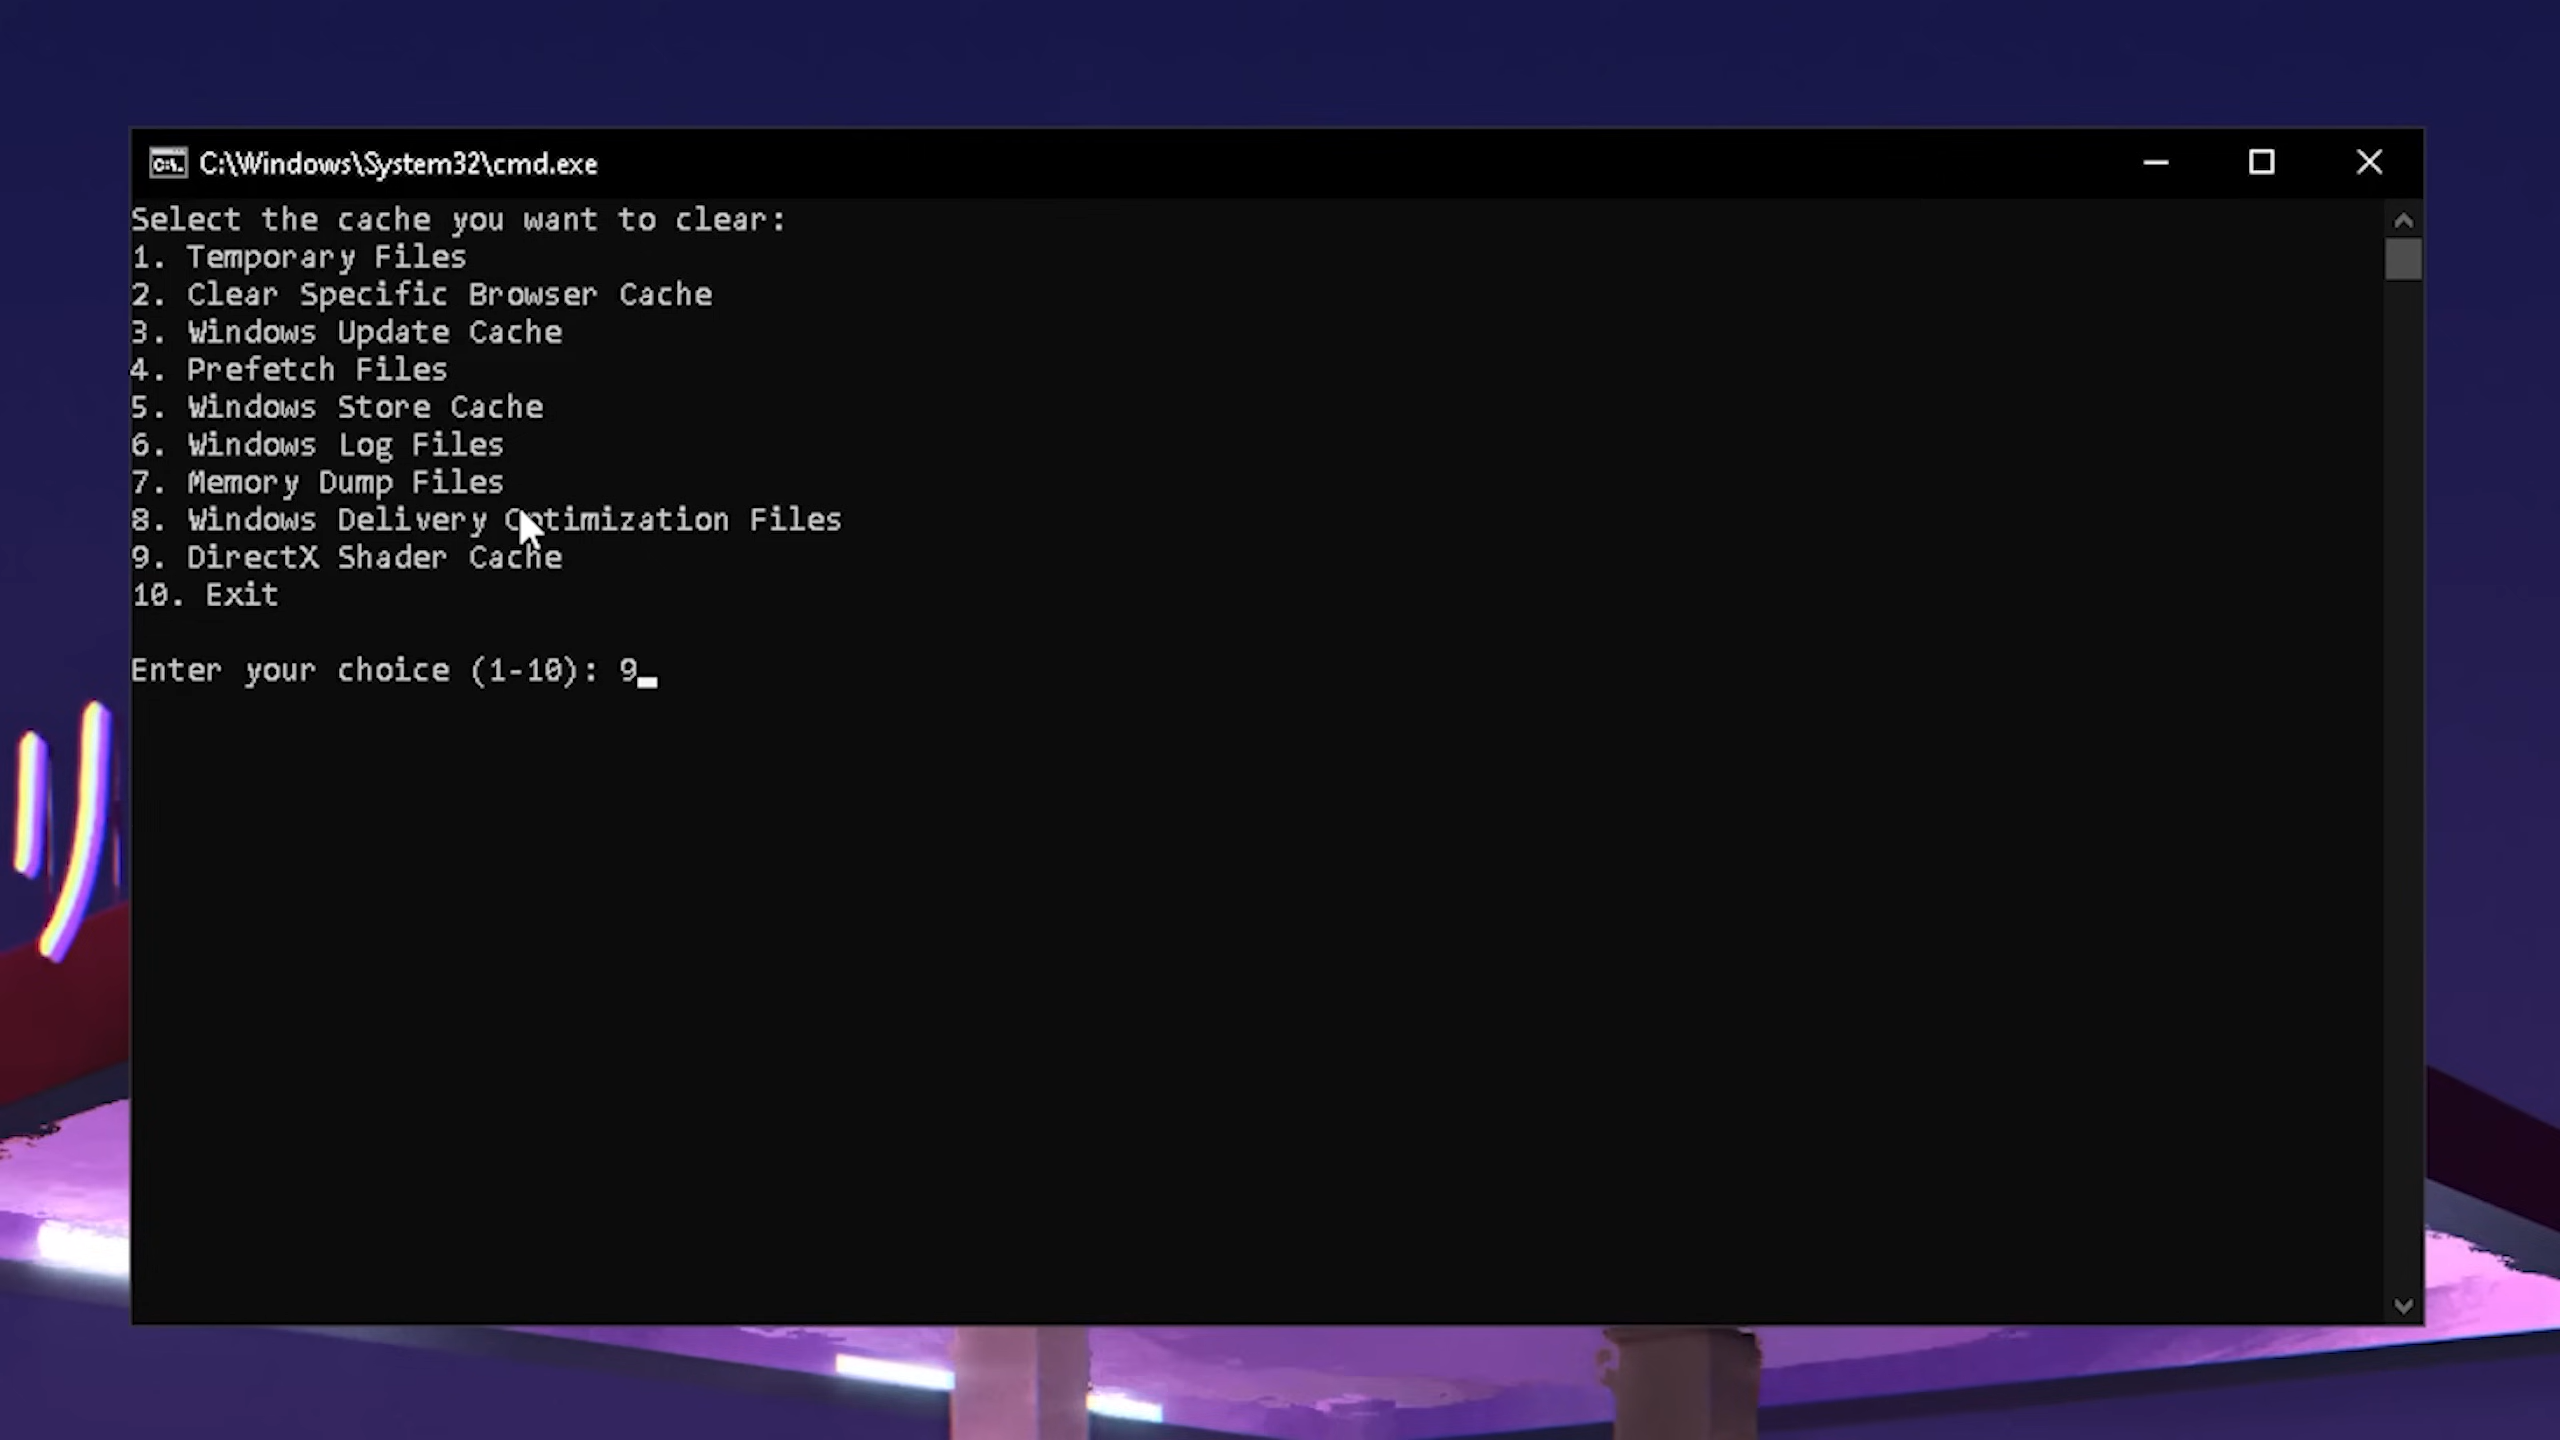 C:\Windows\System32\cmd.exe
Select the cache you want to clear:
1. Temporary Files
2. Clear Specific Browser Cache
3. Windows Update Cache
4. Prefetch Files
5. Windows Store Cache
6. Windows Log Files
7. Memory Dump Files
8. Windows Delivery Optimization Files
9. DirectX Shader Cache
10. Exit
Enter your choice (1-10): 9_